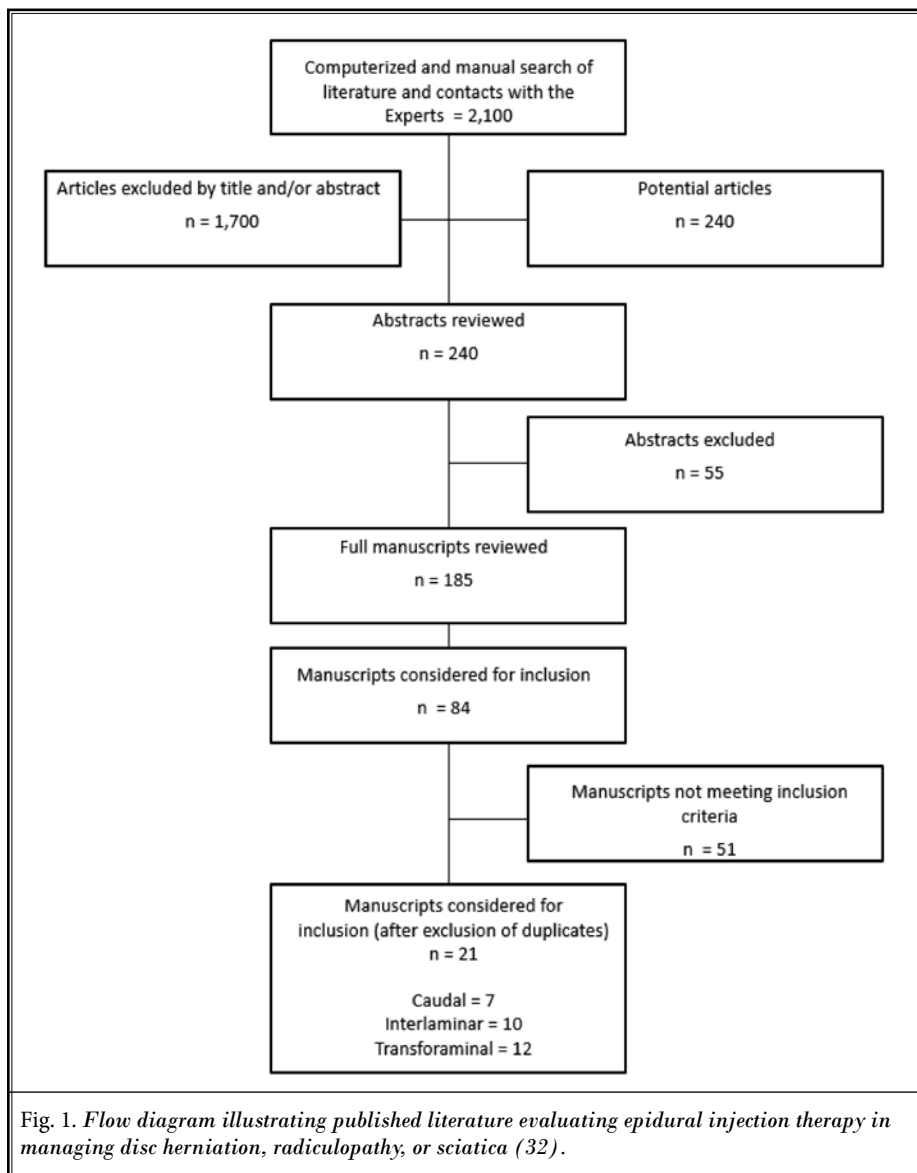 Computerized and manual search of
literature and contacts with the
Experts = 2,100
Articles excluded by title and/or abstract
n = 1,700
Potential articles
n = 240
Abstracts reviewed
n = 240
Abstracts excluded
n = 55
Full manuscripts reviewed
n = 185
Manuscripts considered for inclusion
n = 84
Manuscripts not meeting inclusion
criteria
n = 51
Manuscripts considered for
inclusion (after exclusion of duplicates)
n = 21
Caudal = 7
Interlaminar = 10
Transforaminal = 12
Fig. 1. Flow diagram illustrating published literature evaluating epidural injection therapy in
managing disc herniation, radiculopathy, or sciatica (32).